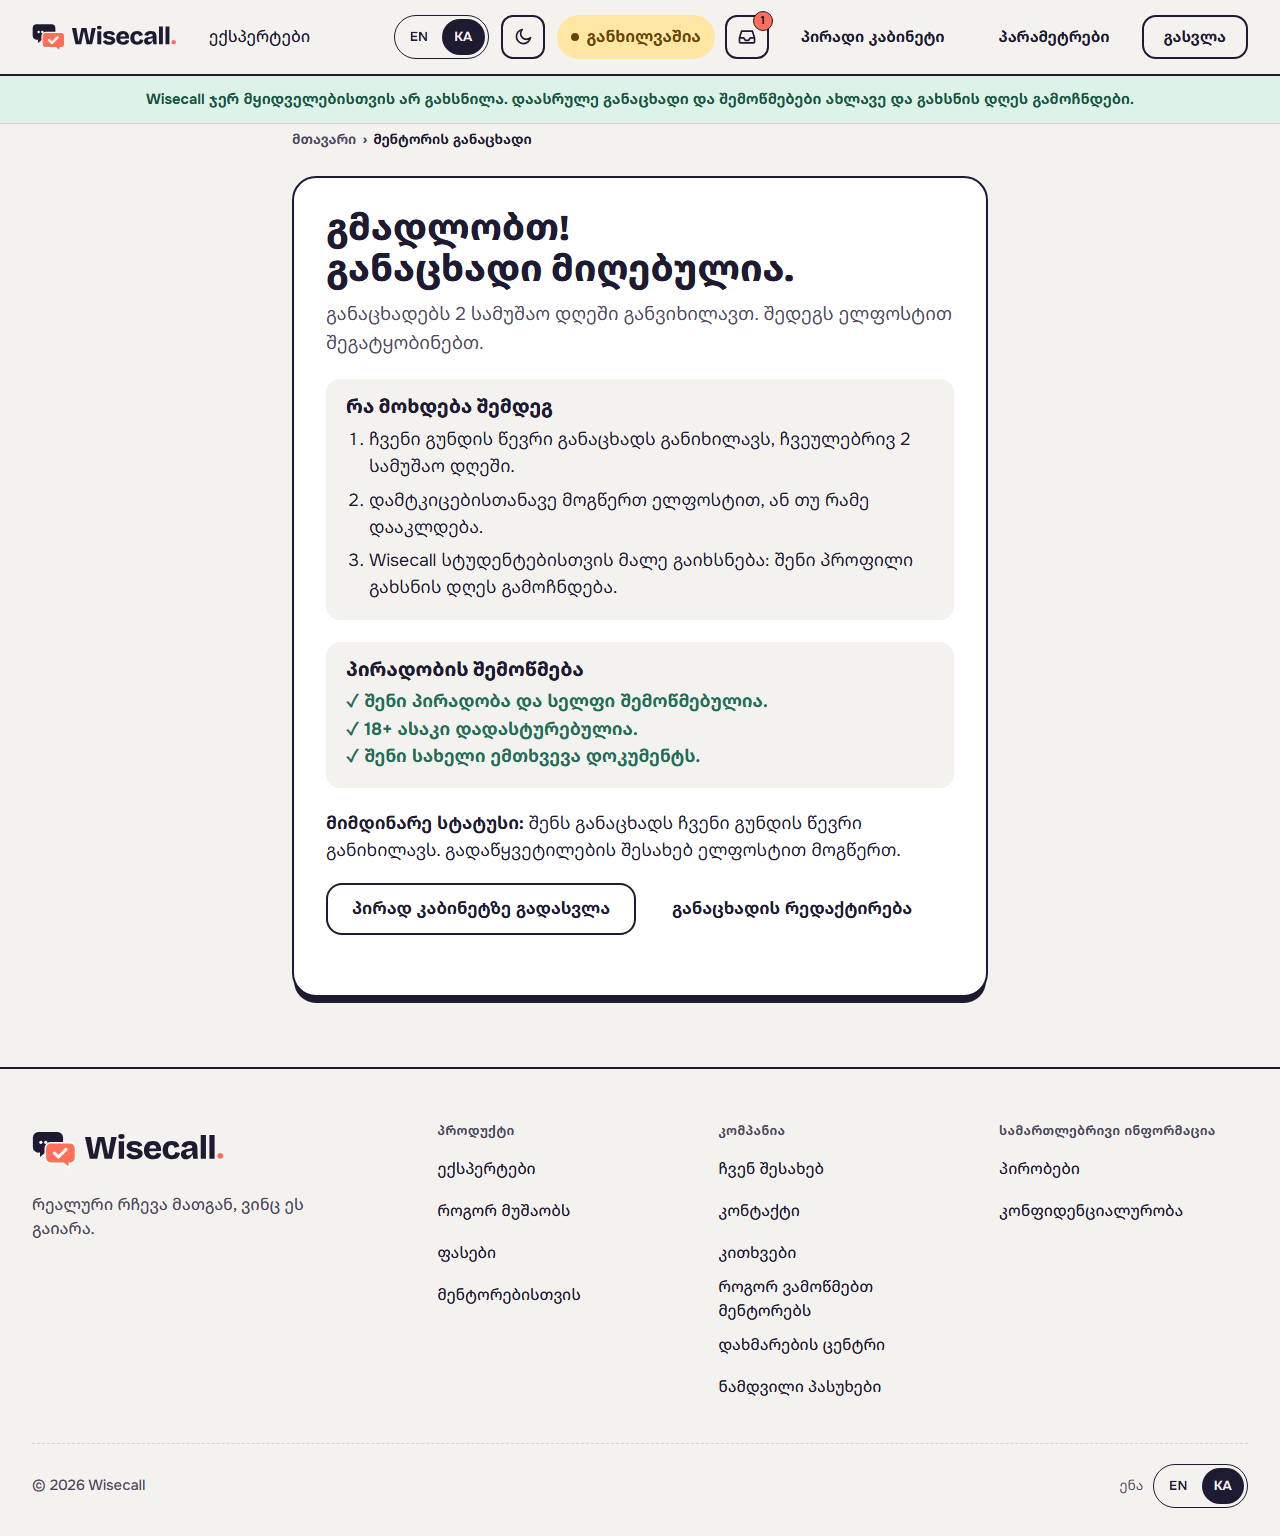 Wisecall.
ექსპერტები
EN
KA
განხილვაშია
1
პირადი კაბინეტი
პარამეტრები
გასვლა
Wisecall ჯერ მყიდველებისთვის არ გახსნილა. დაასრულე განაცხადი და შემოწმებები ახლავე და გახსნის დღეს გამოჩნდები.
მთავარი › მენტორის განაცხადი
გმადლობთ!
განაცხადი მიღებულია.
განაცხადებს 2 სამუშაო დღეში განვიხილავთ. შედეგს ელფოსტით
შეგატყობინებთ.
რა მოხდება შემდეგ
1. ჩვენი გუნდის წევრი განაცხადს განიხილავს, ჩვეულებრივ 2
სამუშაო დღეში.
2. დამტკიცებისთანავე მოგწერთ ელფოსტით, ან თუ რამე
დააკლდება.
3. Wisecall სტუდენტებისთვის მალე გაიხსნება: შენი პროფილი
გახსნის დღეს გამოჩნდება.
პირადობის შემოწმება
✓ შენი პირადობა და სელფი შემოწმებულია.
✓ 18+ ასაკი დადასტურებულია.
✓ შენი სახელი ემთხვევა დოკუმენტს.
მიმდინარე სტატუსი: შენს განაცხადს ჩვენი გუნდის წევრი
განიხილავს. გადაწყვეტილების შესახებ ელფოსტით მოგწერთ.
პირად კაბინეტზე გადასვლა
განაცხადის რედაქტირება
Wisecall.
რეალური რჩევა მათგან, ვინც ეს
გაიარა.
პროდუქტი
ექსპერტები
როგორ მუშაობს
ფასები
მენტორებისთვის
კომპანია
ჩვენ შესახებ
კონტაქტი
კითხვები
როგორ ვამოწმებთ
მენტორებს
დახმარების ცენტრი
ნამდვილი პასუხები
სამართლებრივი ინფორმაცია
პირობები
კონფიდენციალურობა
© 2026 Wisecall
ენა
EN
KA